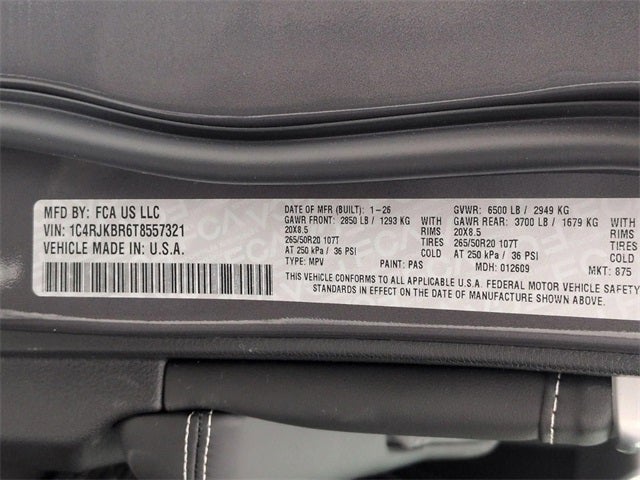 MFD BY: FCA US LLC
VIN: 1C4RJKBR6T8557321
VEHICLE MADE IN U.S.A.
DATE OF MFR (BUILT): 1-26
GAWR FRONT: 2850 LB / 1293 KG WITH
20X8.5 RIMS
265/50R20 107T TIRES
AT 250 kPa / 36 PSI COLD
TYPE: MPV PAINT: PAS
GVWR: 6500 LB / 2949 KG
GAWR REAR: 3700 LB / 1679 KG WITH
20X8.5 RIMS
265/50R20 107T TIRES
AT 250 kPa / 36 PSI COLD
MDH: 012609 MKT: 875
THIS VEHICLE CONFORMS TO ALL APPLICABLE U.S.A. FEDERAL MOTOR VEHICLE SAFETY
STANDARDS IN EFFECT ON THE DATE OF MANUFACTURE SHOWN ABOVE.